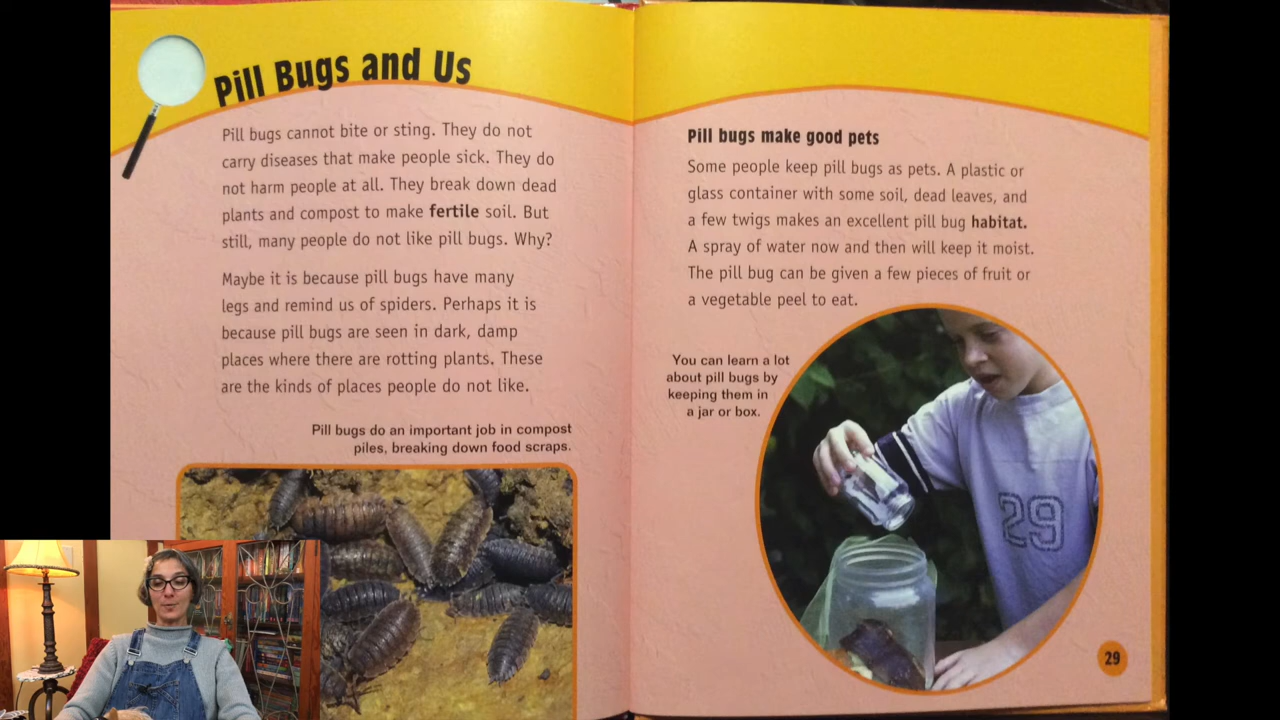 Pill Bugs and Us
Pill bugs cannot bite or sting. They do not
carry diseases that make people sick. They do
not harm people at all. They break down dead
plants and compost to make fertile soil. But
still, many people do not like pill bugs. Why?
Maybe it is because pill bugs have many
legs and remind us of spiders. Perhaps it is
because pill bugs are seen in dark, damp
places where there are rotting plants. These
are the kinds of places people do not like.
Pill bugs do an important job in compost
piles, breaking down food scraps.
Pill bugs make good pets
Some people keep pill bugs as pets. A plastic or
glass container with some soil, dead leaves, and
a few twigs makes an excellent pill bug habitat.
A spray of water now and then will keep it moist.
The pill bug can be given a few pieces of fruit or
a vegetable peel to eat.
You can learn a lot
about pill bugs by
keeping them in
a jar or box.
29
29